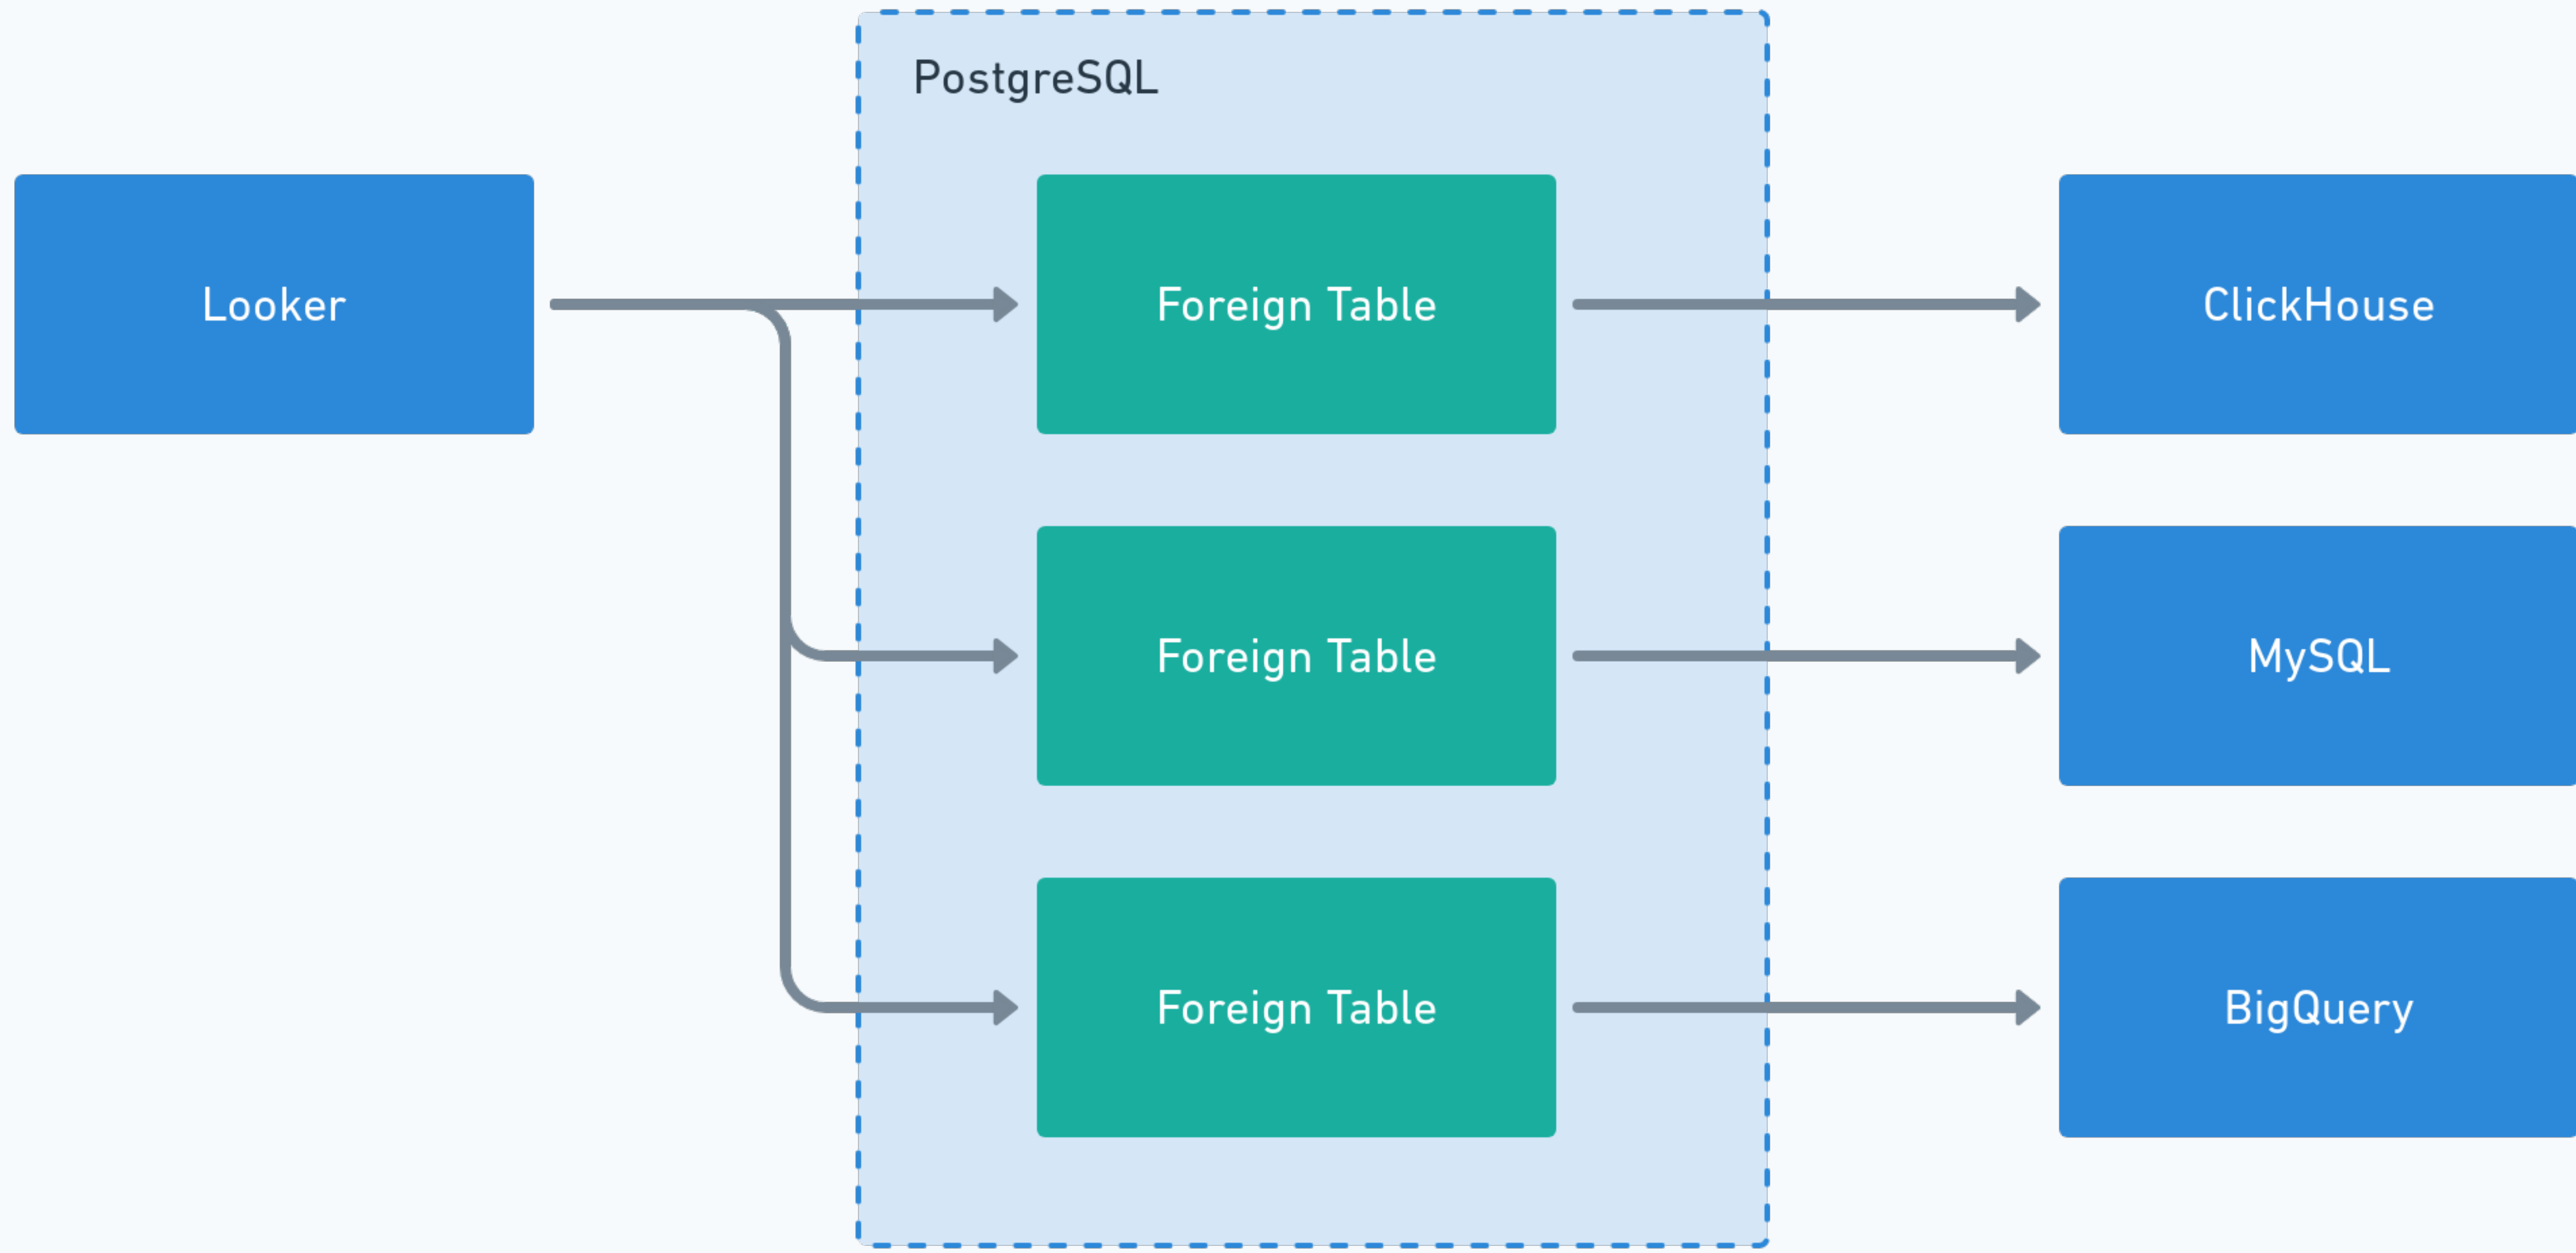 PostgreSQL
Looker
Foreign Table
ClickHouse
Foreign Table
MySQL
Foreign Table
BigQuery